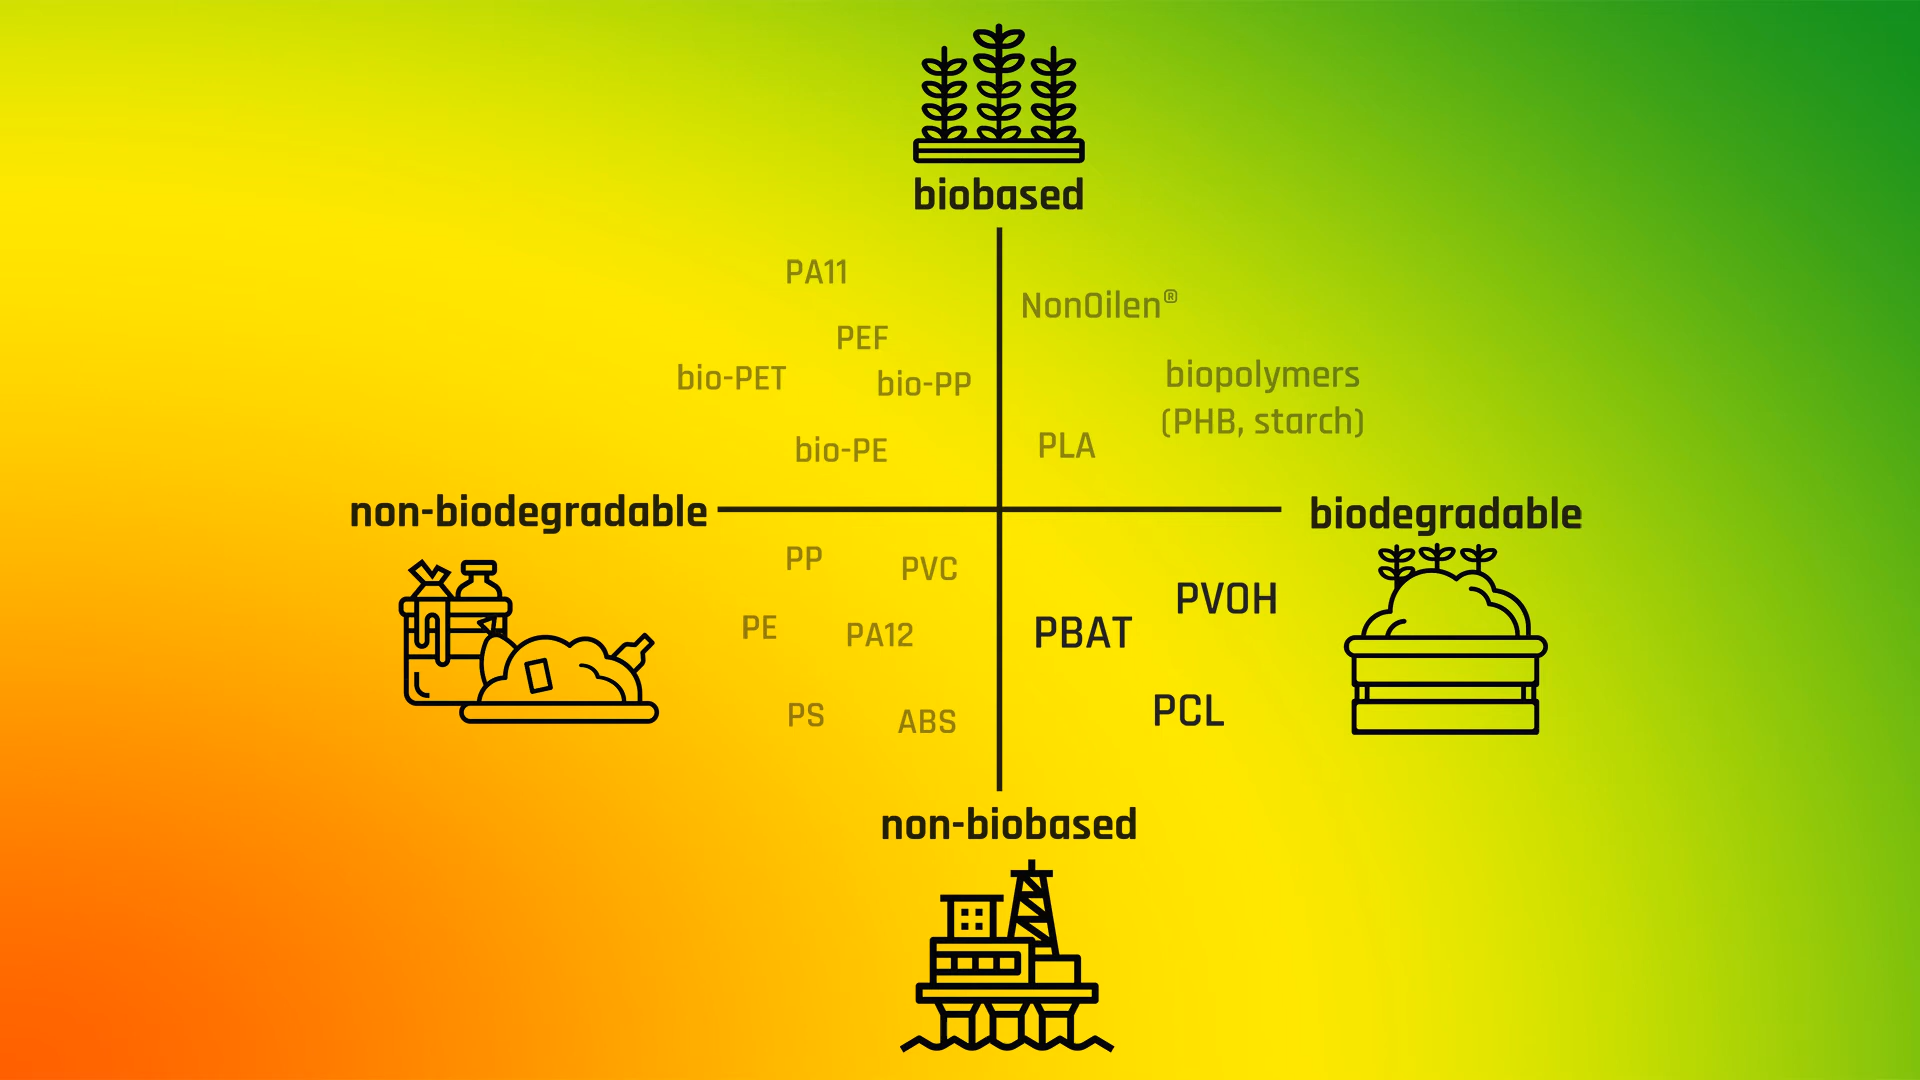 biobased
PA11
NonOilen®
PEF
bio-PET
bio-PP
biopolymers
(PHB, starch)
bio-PE
PLA
non-biodegradable
biodegradable
PP
PVC
PVOH
PE
PA12
PBAT
PS
ABS
PCL
non-biobased